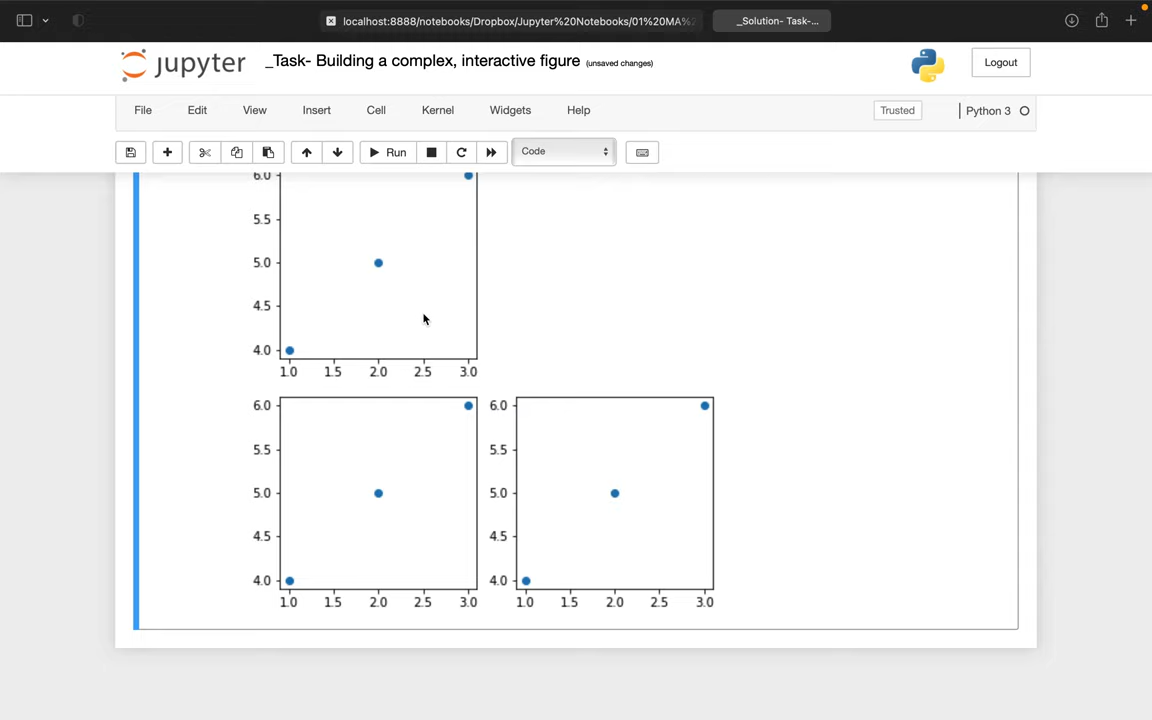 localhost:8888/notebooks/Dropbox/Jupyter%20Notebooks/01%20MA%2
_Solution- Task-...
jupyter _Task- Building a complex, interactive figure (unsaved changes)
Logout
File Edit View Insert Cell Kernel Widgets Help Trusted Python 3
Run Code
6.0
5.5
5.0
4.5
4.0
1.0 1.5 2.0 2.5 3.0
6.0 6.0
5.5 5.5
5.0 5.0
4.5 4.5
4.0 4.0
1.0 1.5 2.0 2.5 3.0 1.0 1.5 2.0 2.5 3.0